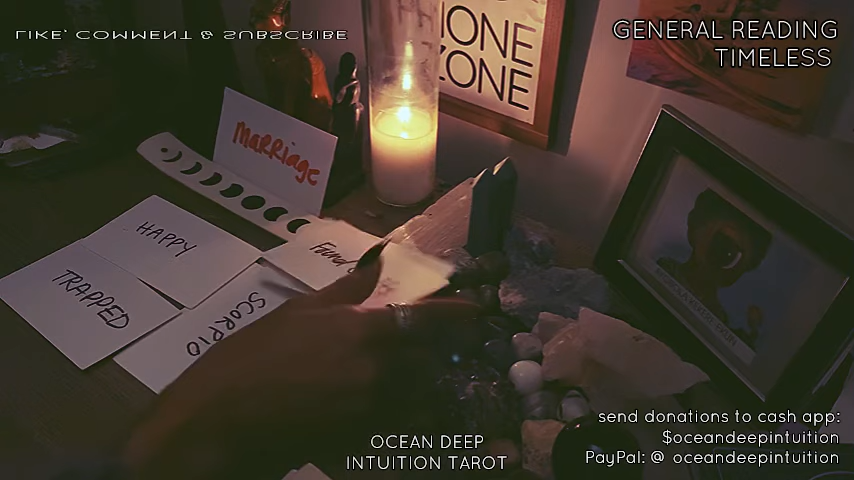 LIKE, COMMENT & SUBSCRIBE
GENERAL READING
TIMELESS
ZONE
MARRIAGE
HAPPY
TRAPPED
SCORPIO
OCEAN DEEP
INTUITION TAROT
send donations to cash app:
$oceandeepintuition
PayPal: @ oceandeepintuition